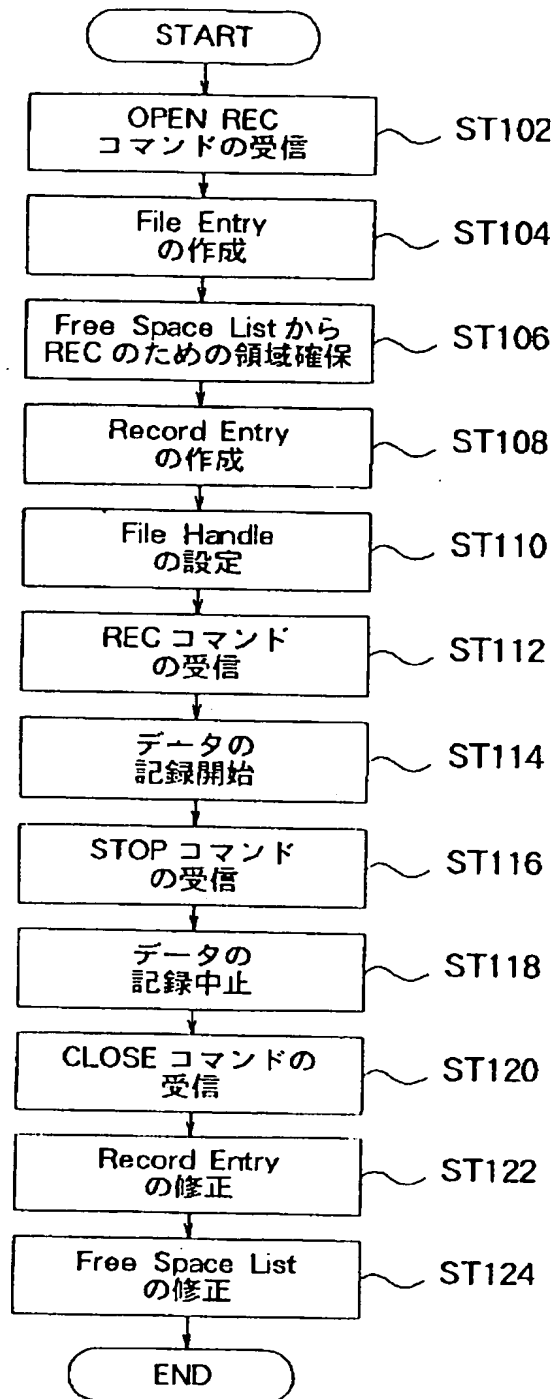 START
OPEN REC
コマンドの受信
ST102
File Entry
の作成
ST104
Free Space List から
REC のための領域確保
ST106
Record Entry
の作成
ST108
File Handle
の設定
ST110
REC コマンド
の受信
ST112
データの
記録開始
ST114
STOP コマンド
の受信
ST116
データの
記録中止
ST118
CLOSE コマンドの
受信
ST120
Record Entry
の修正
ST122
Free Space List
の修正
ST124
END